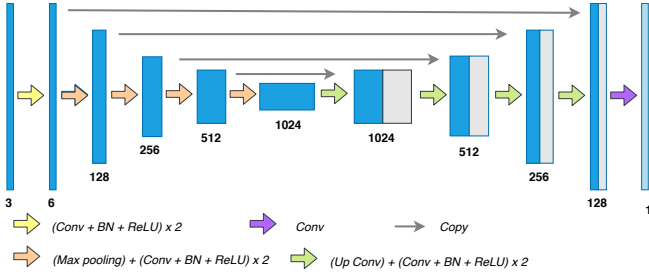 1024
512
1024
256
512
128
256
3
6
128
1
(Conv + BN + ReLU) x 2
Conv
Copy
(Max pooling) + (Conv + BN + ReLU) x 2
(Up Conv) + (Conv + BN + ReLU) x 2